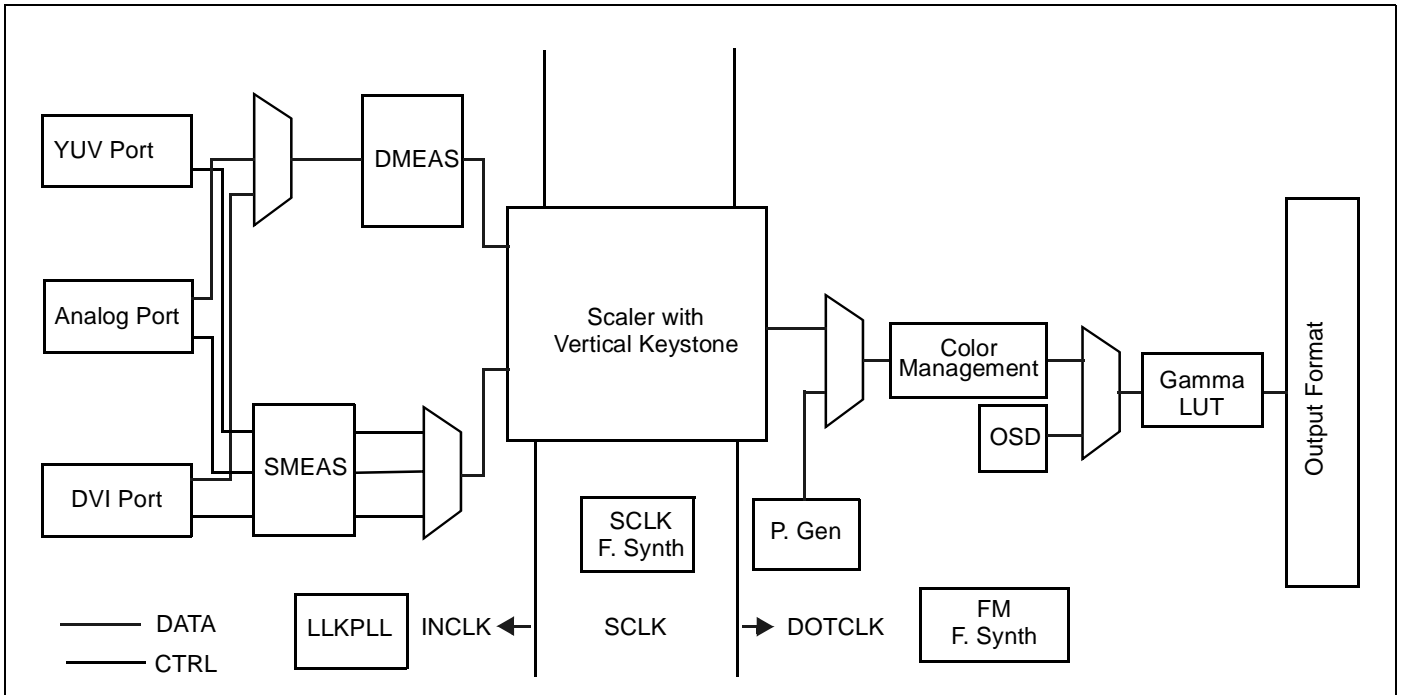 YUV Port
DMEAS
Analog Port
Scaler with
Vertical Keystone
Color
Management
Gamma
LUT
Output Format
OSD
SMEAS
DVI Port
SCLK
F. Synth
P. Gen
DATA
CTRL
LLKPLL
INCLK
SCLK
DOTCLK
FM
F. Synth